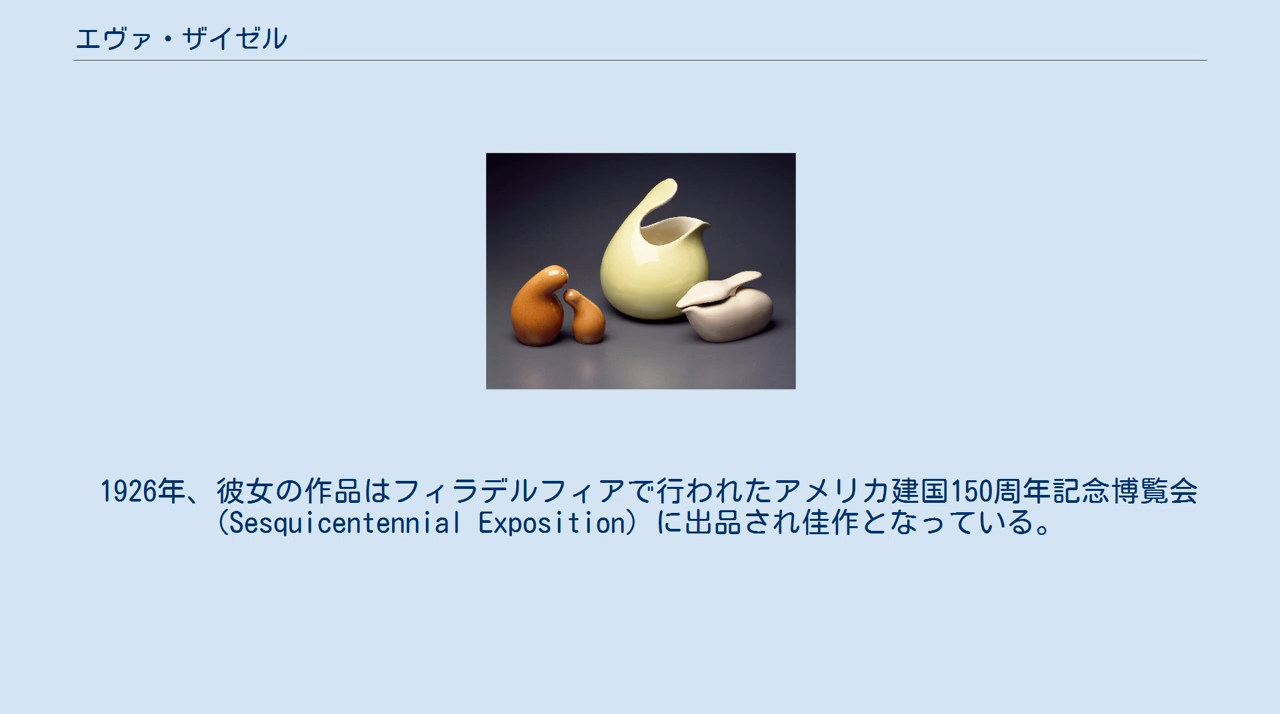 エヴァ・ザイゼル
1926年、彼女の作品はフィラデルフィアで行われたアメリカ建国150周年記念博覧会
（Sesquicentennial Exposition）に出品され佳作となっている。